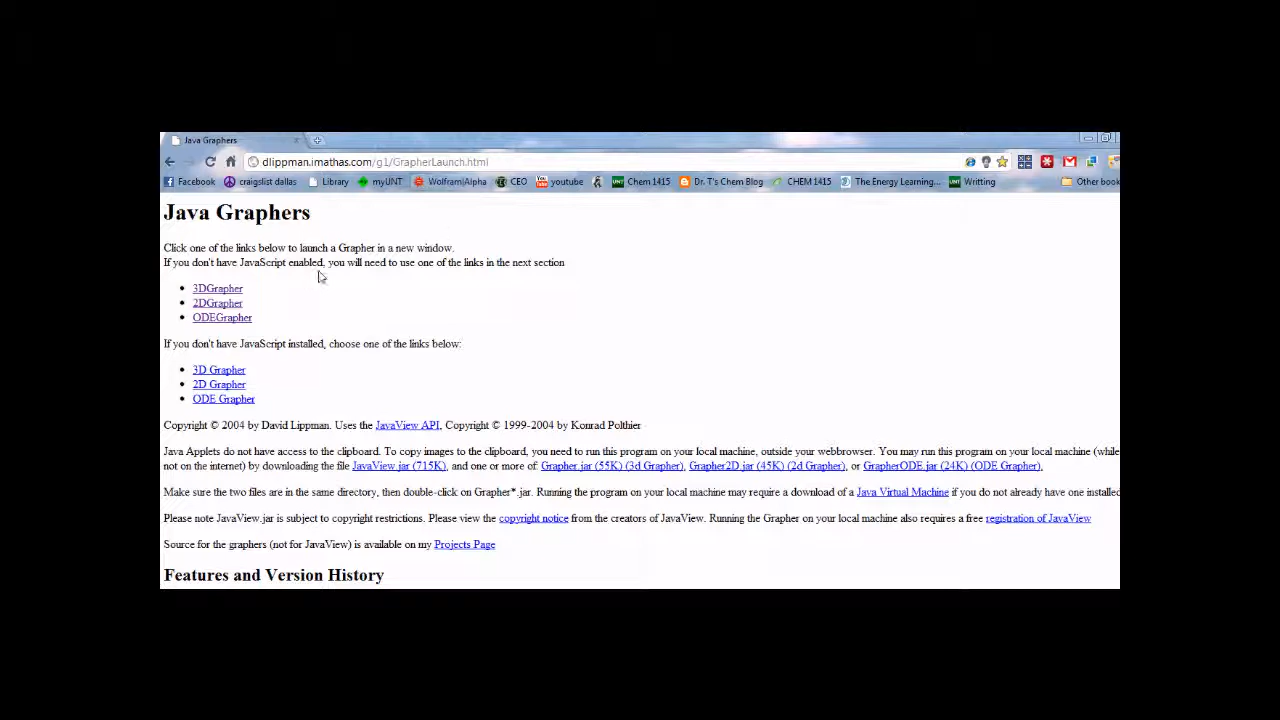 Java Graphers
dlippman.imathas.com/g1/GrapherLaunch.html
Facebook craigslist dallas Library myUNT Wolfram|Alpha CEO youtube Chem 1415 Dr. T's Chem Blog CHEM 1415 The Energy Learning... Writting Other book
Java Graphers
Click one of the links below to launch a Grapher in a new window.
If you don't have JavaScript enabled, you will need to use one of the links in the next section
3DGrapher
2DGrapher
ODEGrapher
If you don't have JavaScript installed, choose one of the links below:
3D Grapher
2D Grapher
ODE Grapher
Copyright © 2004 by David Lippman. Uses the JavaView API, Copyright © 1999-2004 by Konrad Polthier
Java Applets do not have access to the clipboard. To copy images to the clipboard, you need to run this program on your local machine, outside your webbrowser. You may run this program on your local machine (while
not on the internet) by downloading the file JavaView.jar (715K), and one or more of: Grapher.jar (55K) (3d Grapher), Grapher2D.jar (45K) (2d Grapher), or GrapherODE.jar (24K) (ODE Grapher),
Make sure the two files are in the same directory, then double-click on Grapher*.jar. Running the program on your local machine may require a download of a Java Virtual Machine if you do not already have one installed
Please note JavaView.jar is subject to copyright restrictions. Please view the copyright notice from the creators of JavaView. Running the Grapher on your local machine also requires a free registration of JavaView
Source for the graphers (not for JavaView) is available on my Projects Page
Features and Version History